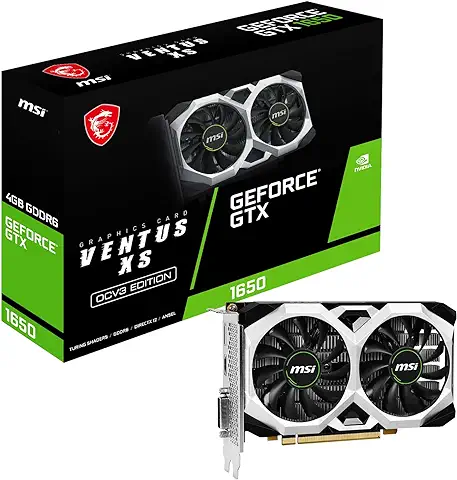 msi
msi
msi
NVIDIA
4GB GDDR6
GEFORCE
GTX
1650
GRAPHICS CARD
VENTUS
XS
OCV3 EDITION
TURING SHADERS / GDDR6 / DIRECTX 12 / ANSEL
GEFORCE
GTX
1650
msi
msi